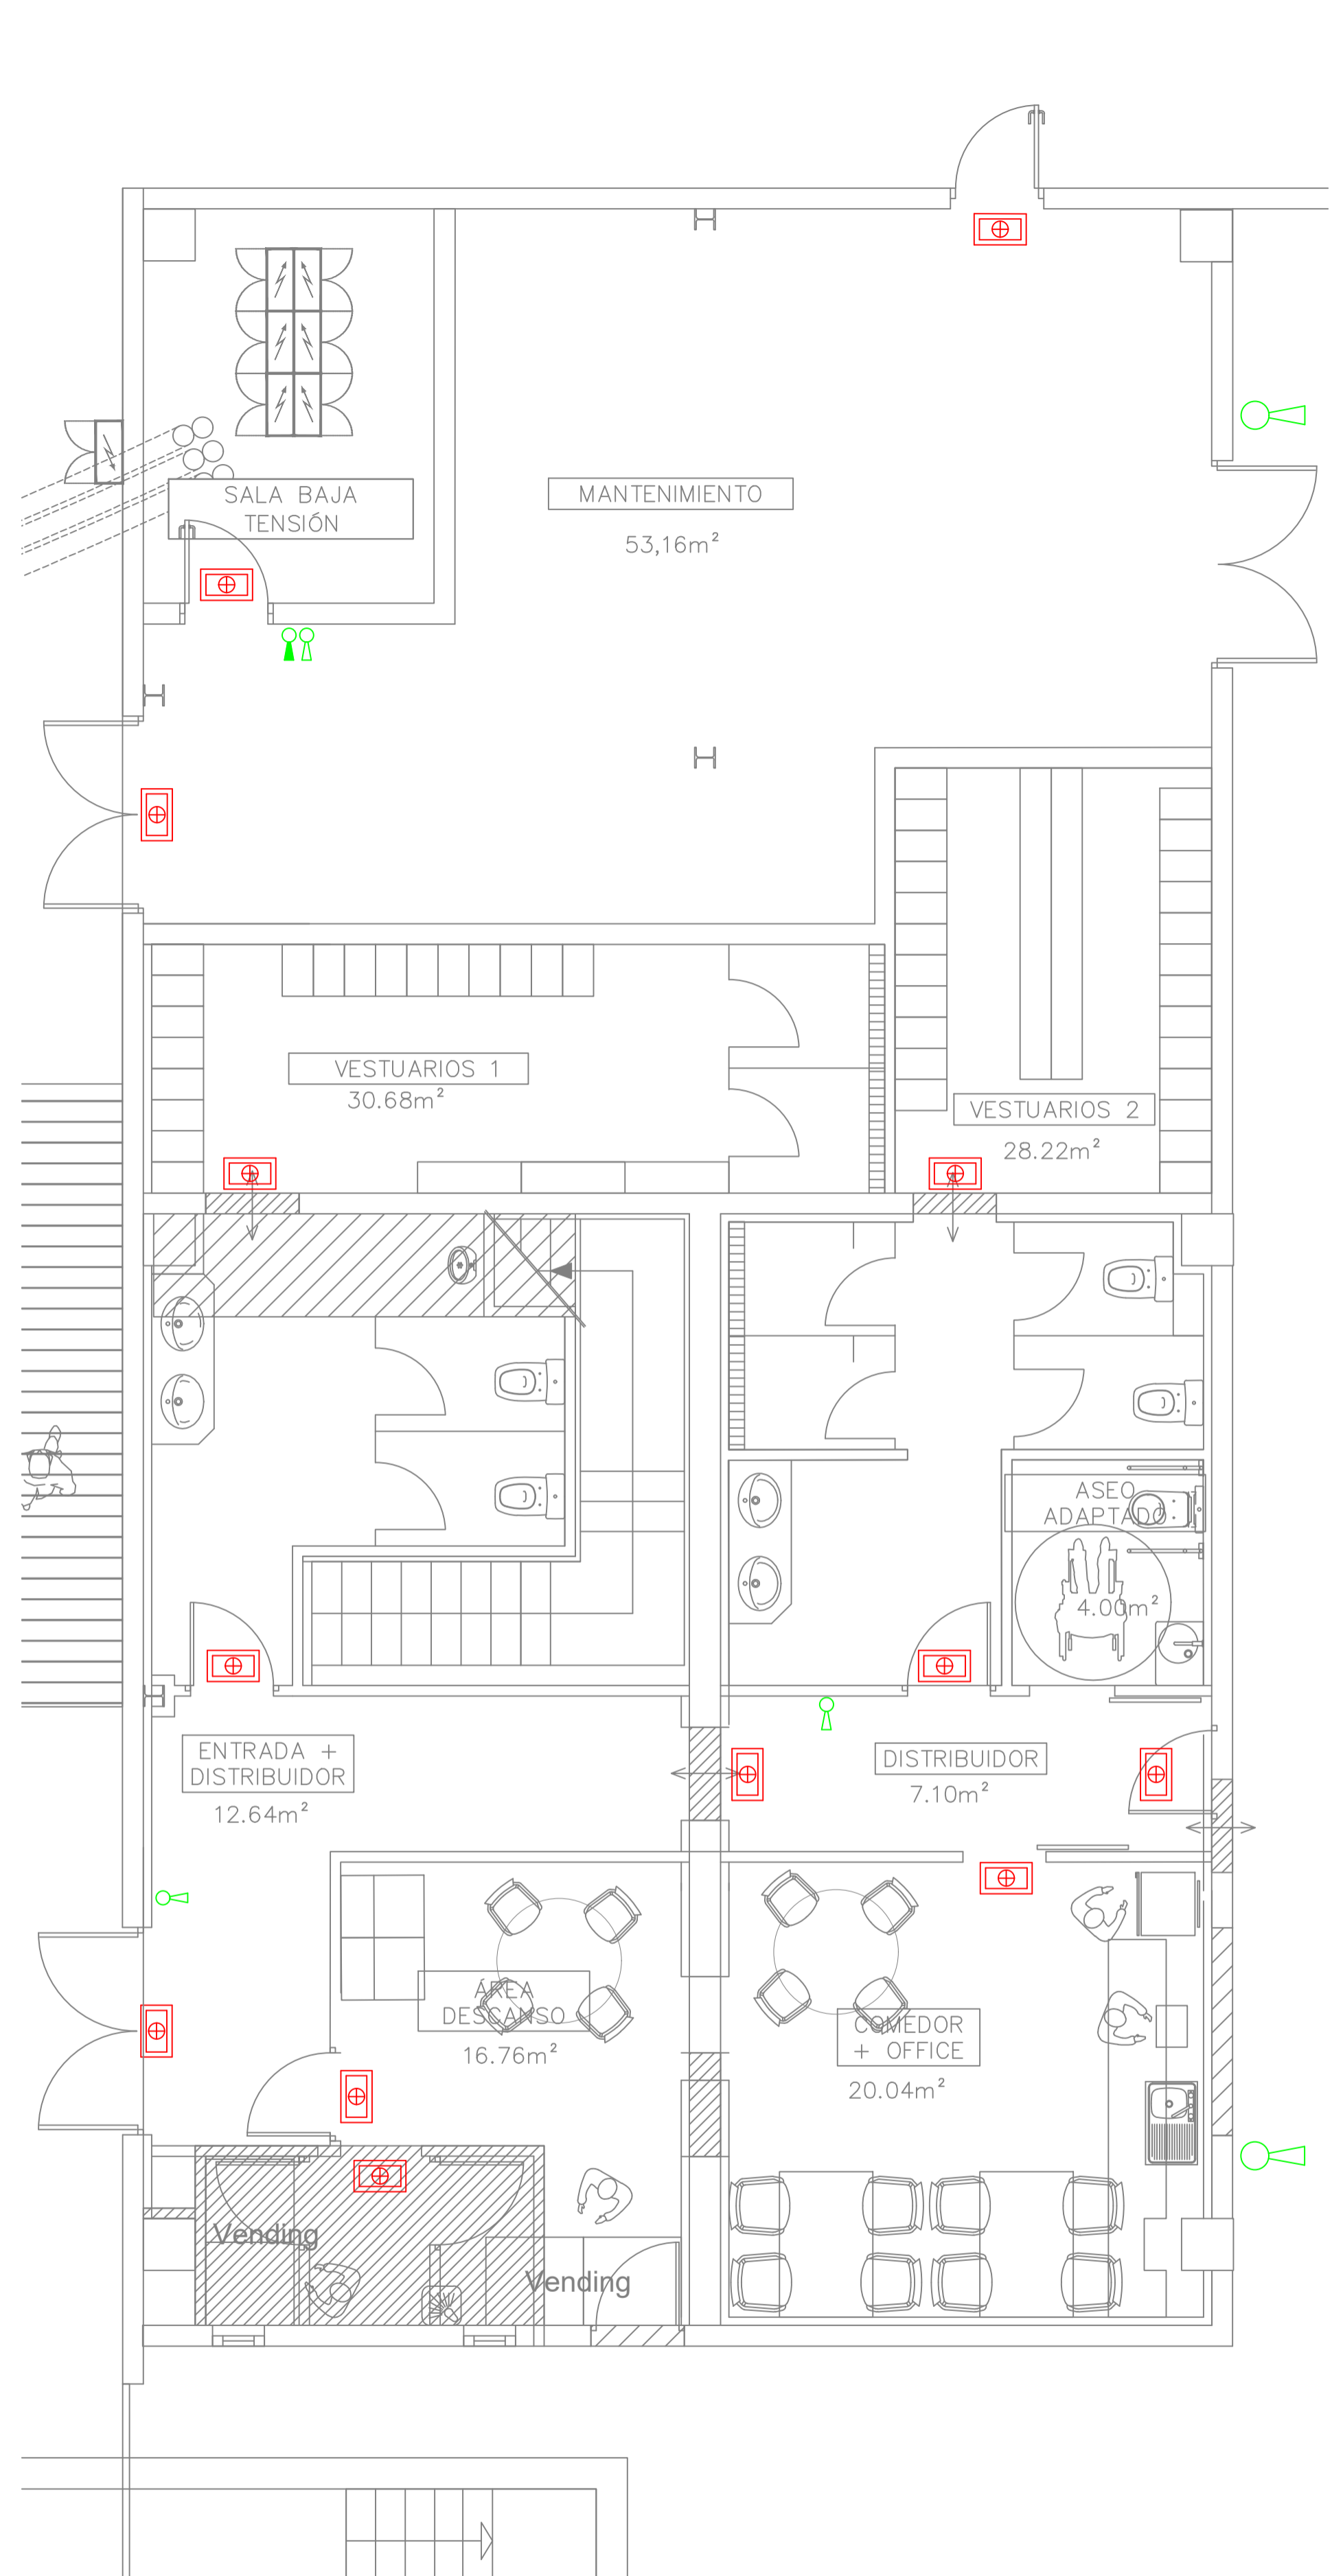 SALA BAJA
TENSIÓN
MANTENIMIENTO
53,16m²
VESTUARIOS 1
30.68m²
VESTUARIOS 2
28.22m²
ASEO
ADAPTADO
4.00m²
ENTRADA +
DISTRIBUIDOR
12.64m²
DISTRIBUIDOR
7.10m²
ÁREA
DESCANSO
16.76m²
COMEDOR
+ OFFICE
20.04m²
Vending
Vending